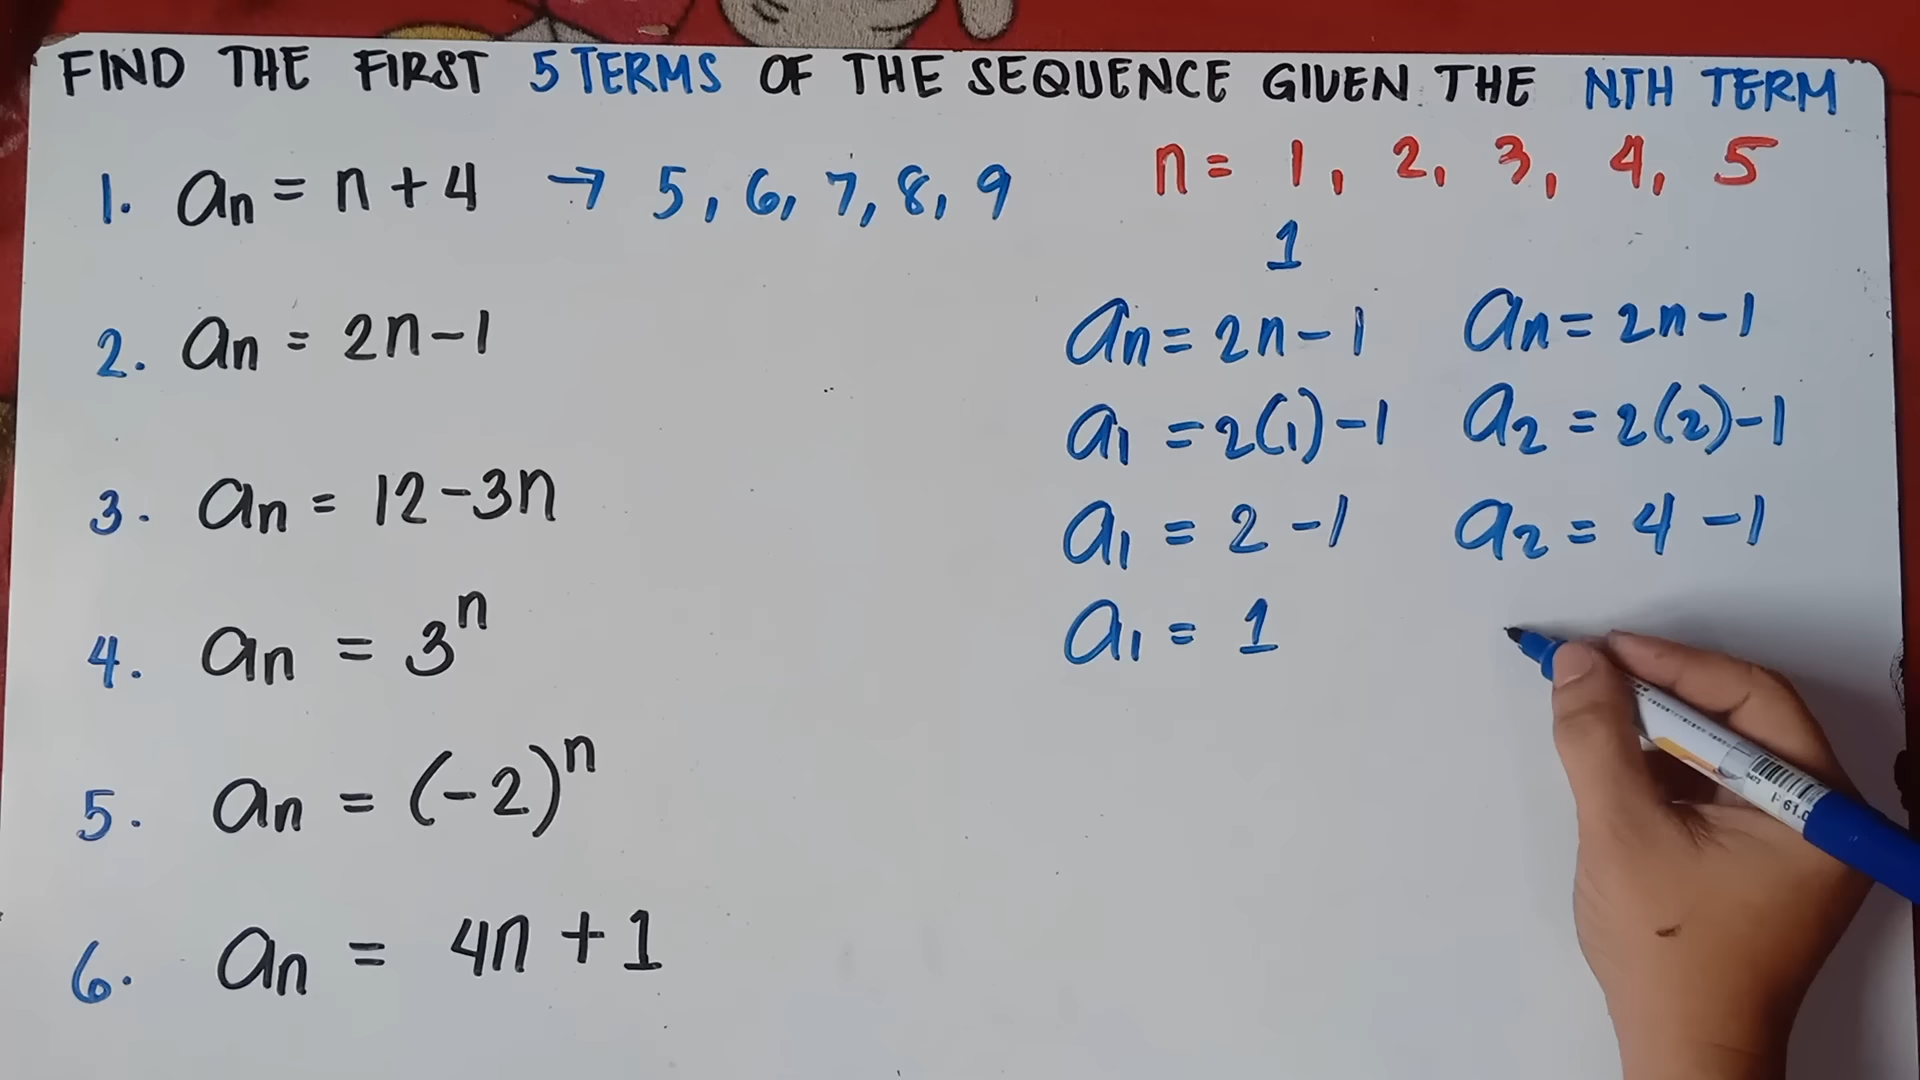 FIND THE FIRST 5 TERMS OF THE SEQUENCE GIVEN THE NTH TERM
n = 1, 2, 3, 4, 5
1. an = n + 4 → 5, 6, 7, 8, 9
1
2. an = 2n - 1
an = 2n - 1
a1 = 2(1) - 1
a1 = 2 - 1
a1 = 1
an = 2n - 1
a2 = 2(2) - 1
a2 = 4 - 1
3. an = 12 - 3n
4. an = 3ⁿ
5. an = (-2)ⁿ
6. an = 4n + 1